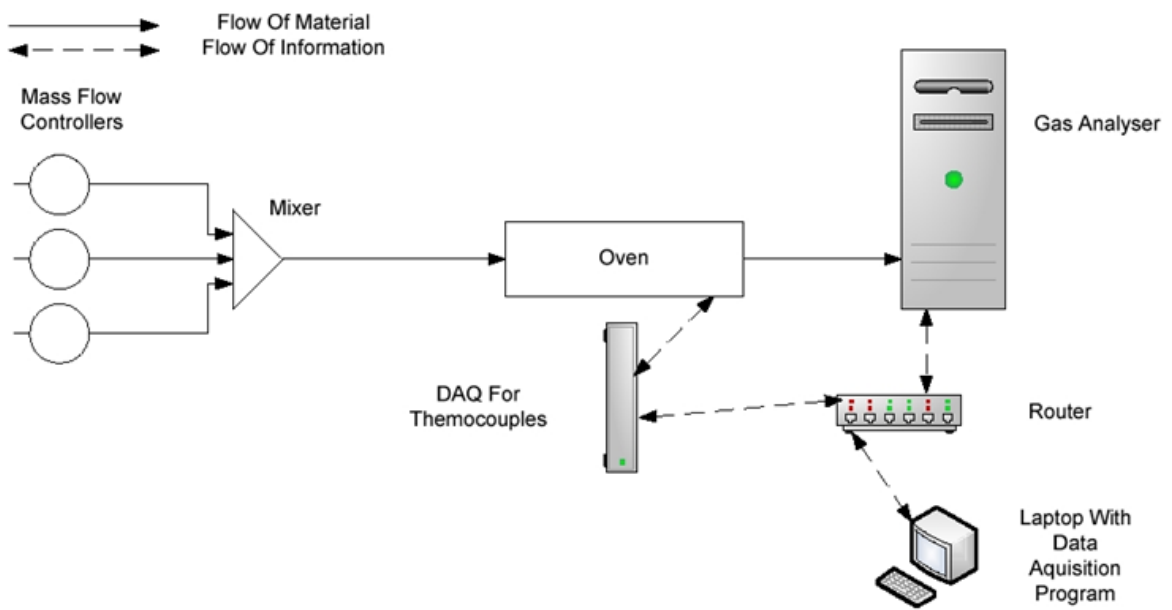 Flow Of Material
Flow Of Information
Mass Flow
Controllers
Mixer
Oven
Gas Analyser
DAQ For
Themocouples
Router
Laptop With
Data
Aquisition
Program